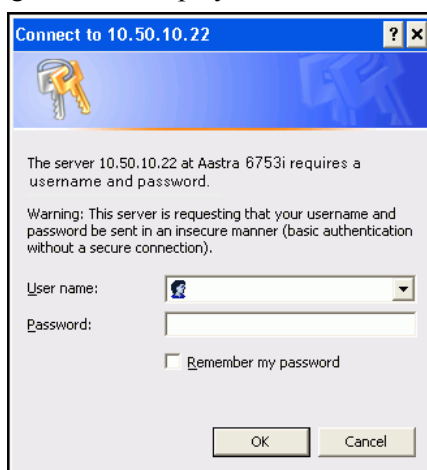 Connect to 10.50.10.22
? ×
The server 10.50.10.22 at Aastra 6753i requires a
username and password.
Warning: This server is requesting that your username and
password be sent in an insecure manner (basic authentication
without a secure connection).
User name:
Password:
Remember my password
OK Cancel